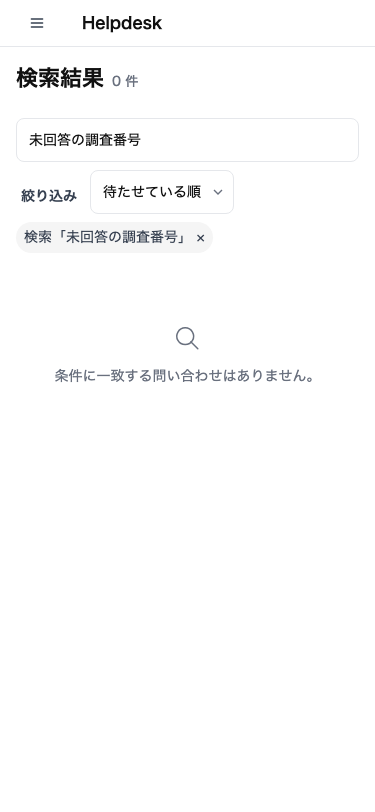 Helpdesk
検索結果 0 件
未回答の調査番号
絞り込み 待たせている順
検索「未回答の調査番号」 ×
条件に一致する問い合わせはありません。